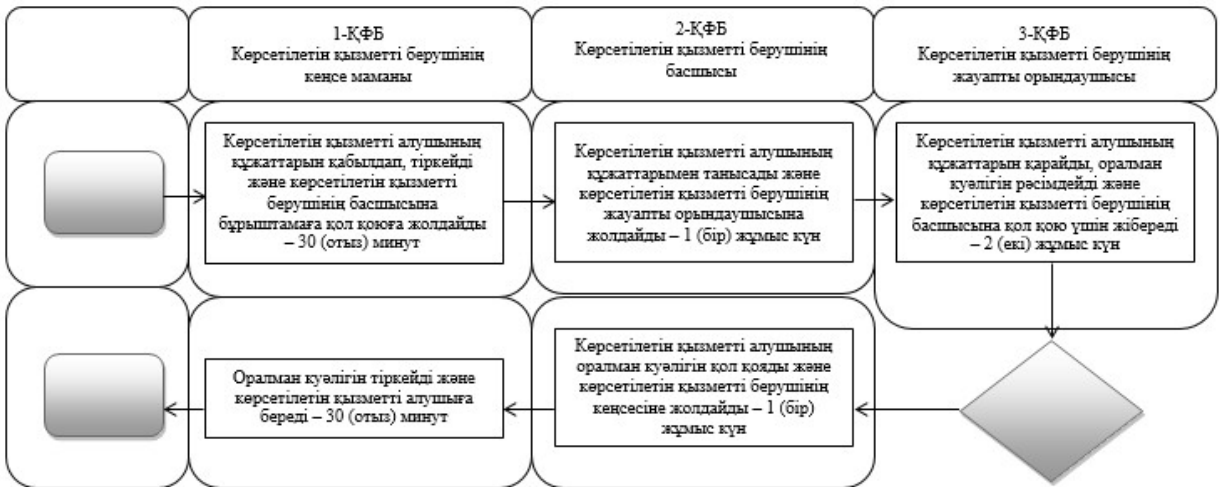 1-ҚФБ
Көрсетілетін қызметті берушінің
кеңсе маманы
2-ҚФБ
Көрсетілетін қызметті берушінің
басшысы
3-ҚФБ
Көрсетілетін қызметті берушінің
жауапты орындаушысы
Көрсетілетін қызметті алушының
құжаттарын қабылдап, тіркейді
және көрсетілетін қызметті
берушінің басшысына
бұрыштамаға қол қоюға жолдайды
– 30 (отыз) минут
Көрсетілетін қызметті алушының
құжаттарымен танысады және
көрсетілетін қызметті берушінің
жауапты орындаушысына
жолдайды – 1 (бір) жұмыс күн
Көрсетілетін қызметті алушының
құжаттарын қарайды, оралман
куәлігін рәсімдейді және
көрсетілетін қызметті берушінің
басшысына қол қою үшін жібереді
– 2 (екі) жұмыс күн
Оралман куәлігін тіркейді және
көрсетілетін қызметті алушыға
береді – 30 (отыз) минут
Көрсетілетін қызметті алушының
оралман куәлігін қол қояды және
көрсетілетін қызметті берушінің
кеңсесіне жолдайды – 1 (бір)
жұмыс күн